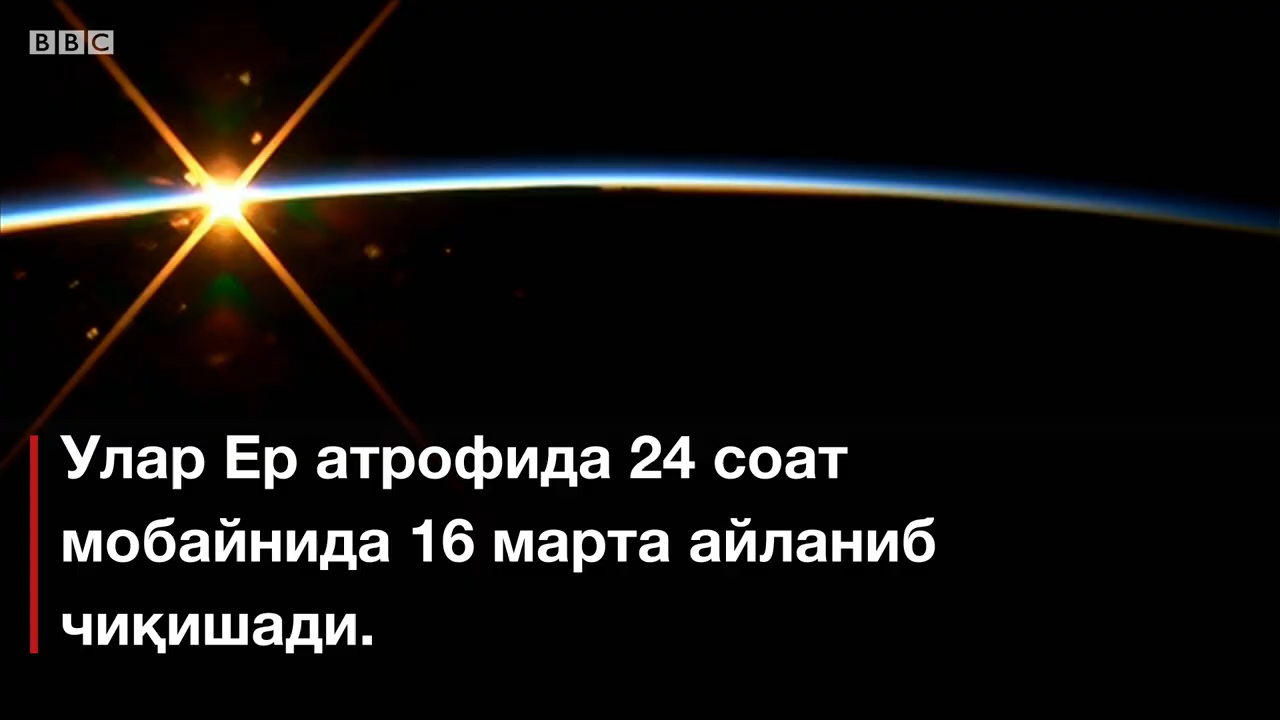 BBC
Улар Ер атрофида 24 соат
мобайнида 16 марта айланиб
чиқишади.